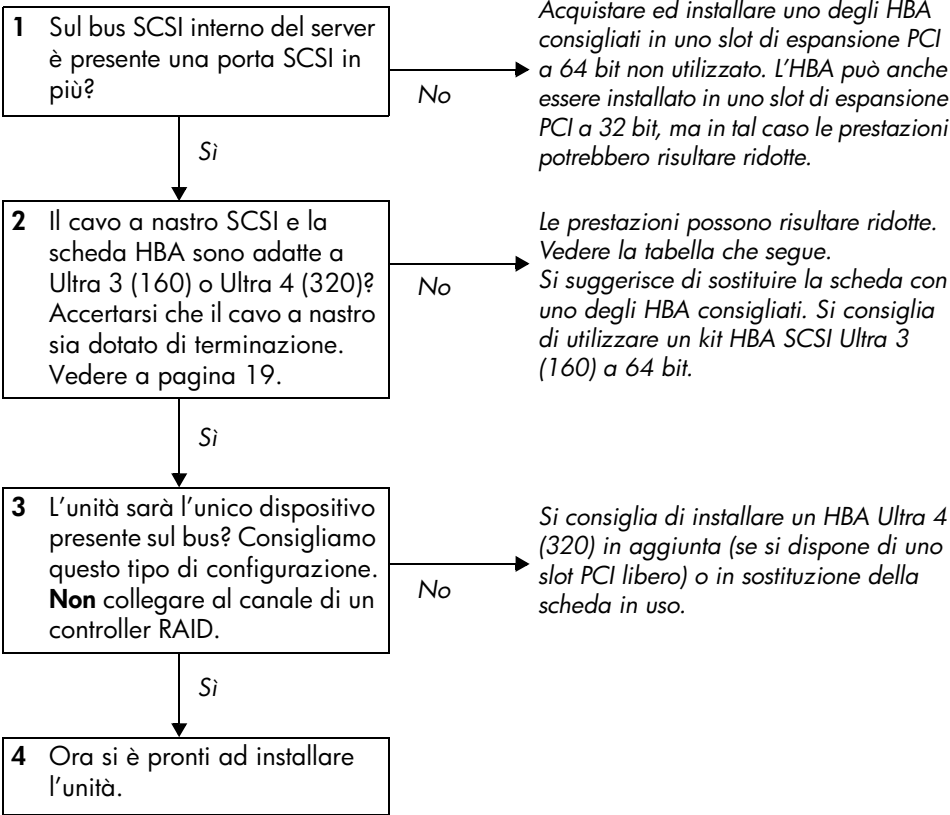 1 Sul bus SCSI interno del server
è presente una porta SCSI in
più?
No
Acquistare ed installare uno degli HBA
consigliati in uno slot di espansione PCI
a 64 bit non utilizzato. L'HBA può anche
essere installato in uno slot di espansione
PCI a 32 bit, ma in tal caso le prestazioni
potrebbero risultare ridotte.
Sì
2 Il cavo a nastro SCSI e la
scheda HBA sono adatte a
Ultra 3 (160) o Ultra 4 (320)?
Accertarsi che il cavo a nastro
sia dotato di terminazione.
Vedere a pagina 19.
No
Le prestazioni possono risultare ridotte.
Vedere la tabella che segue.
Si suggerisce di sostituire la scheda con
uno degli HBA consigliati. Si consiglia
di utilizzare un kit HBA SCSI Ultra 3
(160) a 64 bit.
Sì
3 L'unità sarà l'unico dispositivo
presente sul bus? Consigliamo
questo tipo di configurazione.
Non collegare al canale di un
controller RAID.
No
Si consiglia di installare un HBA Ultra 4
(320) in aggiunta (se si dispone di uno
slot PCI libero) o in sostituzione della
scheda in uso.
Sì
4 Ora si è pronti ad installare
l'unità.